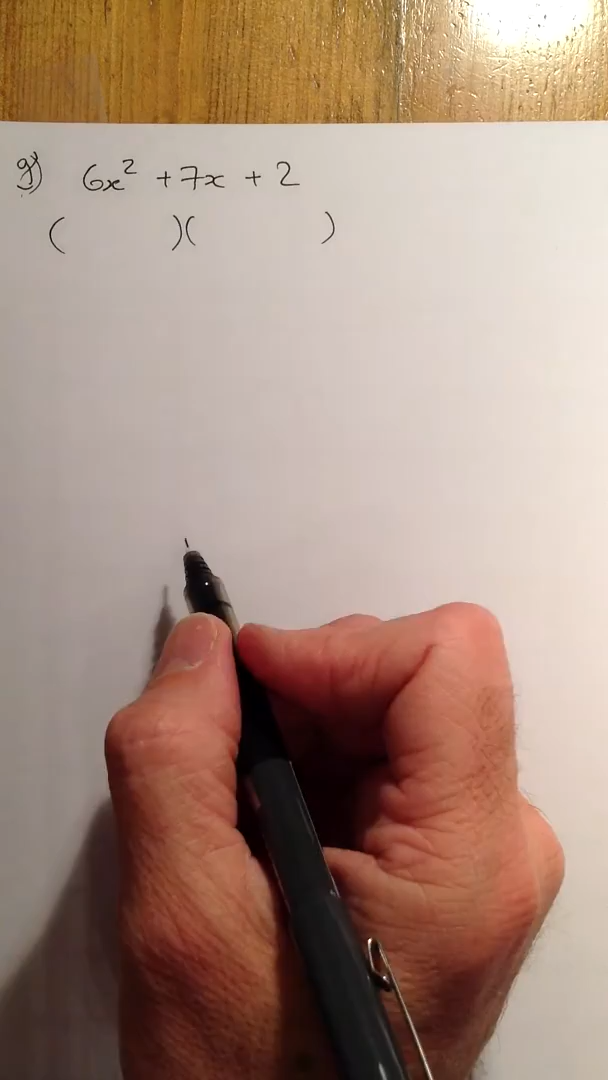 g) 6x² + 7x + 2
(          )(          )